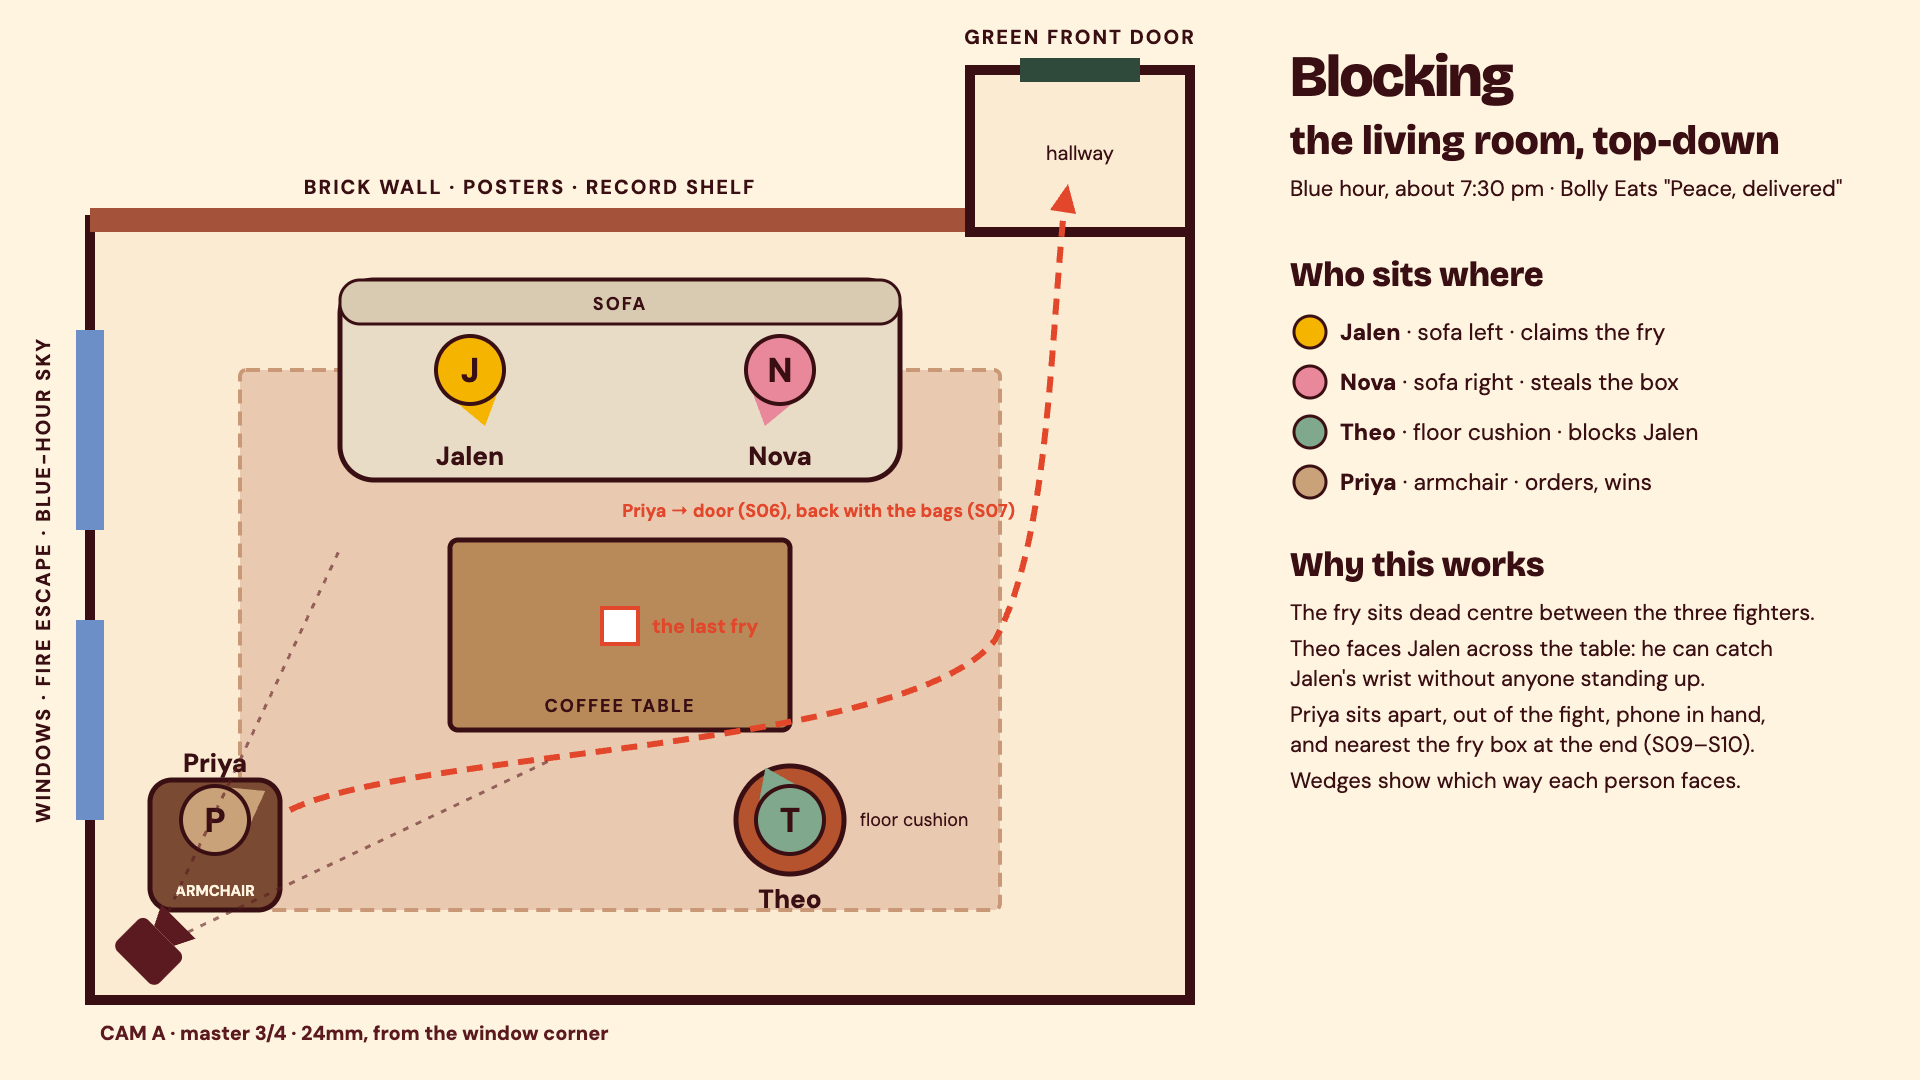 GREEN FRONT DOOR
hallway
BRICK WALL · POSTERS · RECORD SHELF
WINDOWS · FIRE ESCAPE · BLUE-HOUR SKY
SOFA
J
N
Jalen
Nova
Priya → door (S06), back with the bags (S07)
the last fry
COFFEE TABLE
Priya
P
ARMCHAIR
T
floor cushion
Theo
CAM A · master 3/4 · 24mm, from the window corner
Blocking
the living room, top-down
Blue hour, about 7:30 pm · Bolly Eats "Peace, delivered"
Who sits where
Jalen · sofa left · claims the fry
Nova · sofa right · steals the box
Theo · floor cushion · blocks Jalen
Priya · armchair · orders, wins
Why this works
The fry sits dead centre between the three fighters.
Theo faces Jalen across the table: he can catch
Jalen's wrist without anyone standing up.
Priya sits apart, out of the fight, phone in hand,
and nearest the fry box at the end (S09–S10).
Wedges show which way each person faces.